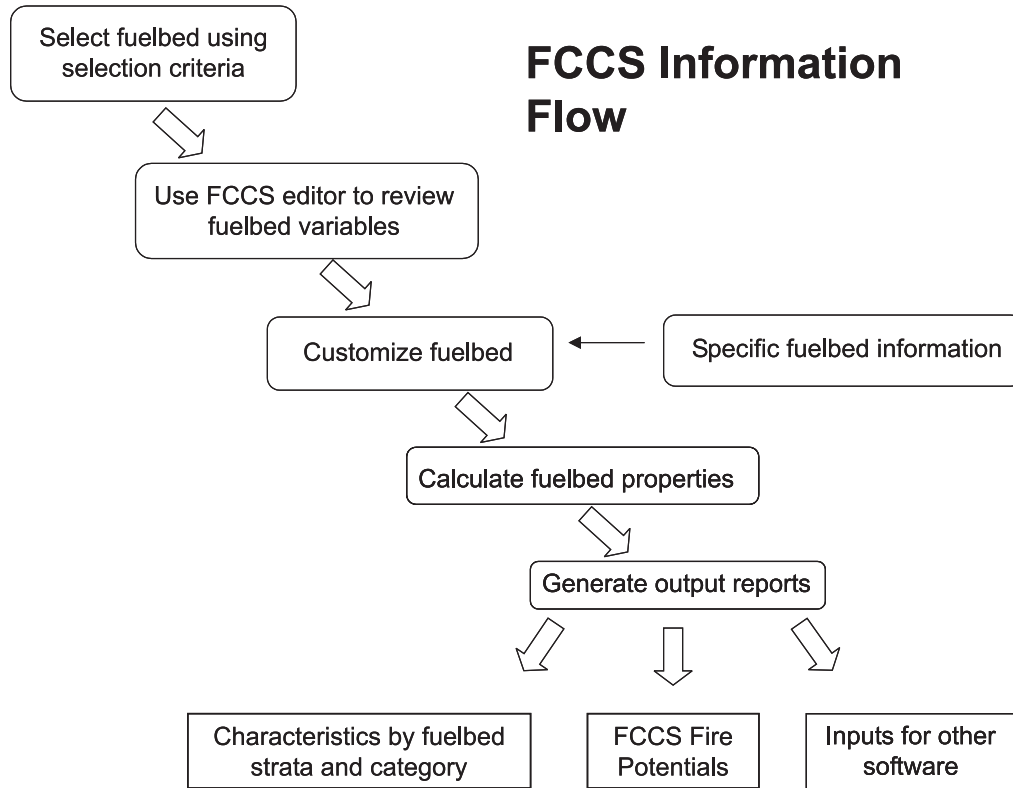 Select fuelbed using
selection criteria
FCCS Information
Flow
Use FCCS editor to review
fuelbed variables
Customize fuelbed
Specific fuelbed information
Calculate fuelbed properties
Generate output reports
Characteristics by fuelbed
strata and category
FCCS Fire
Potentials
Inputs for other
software